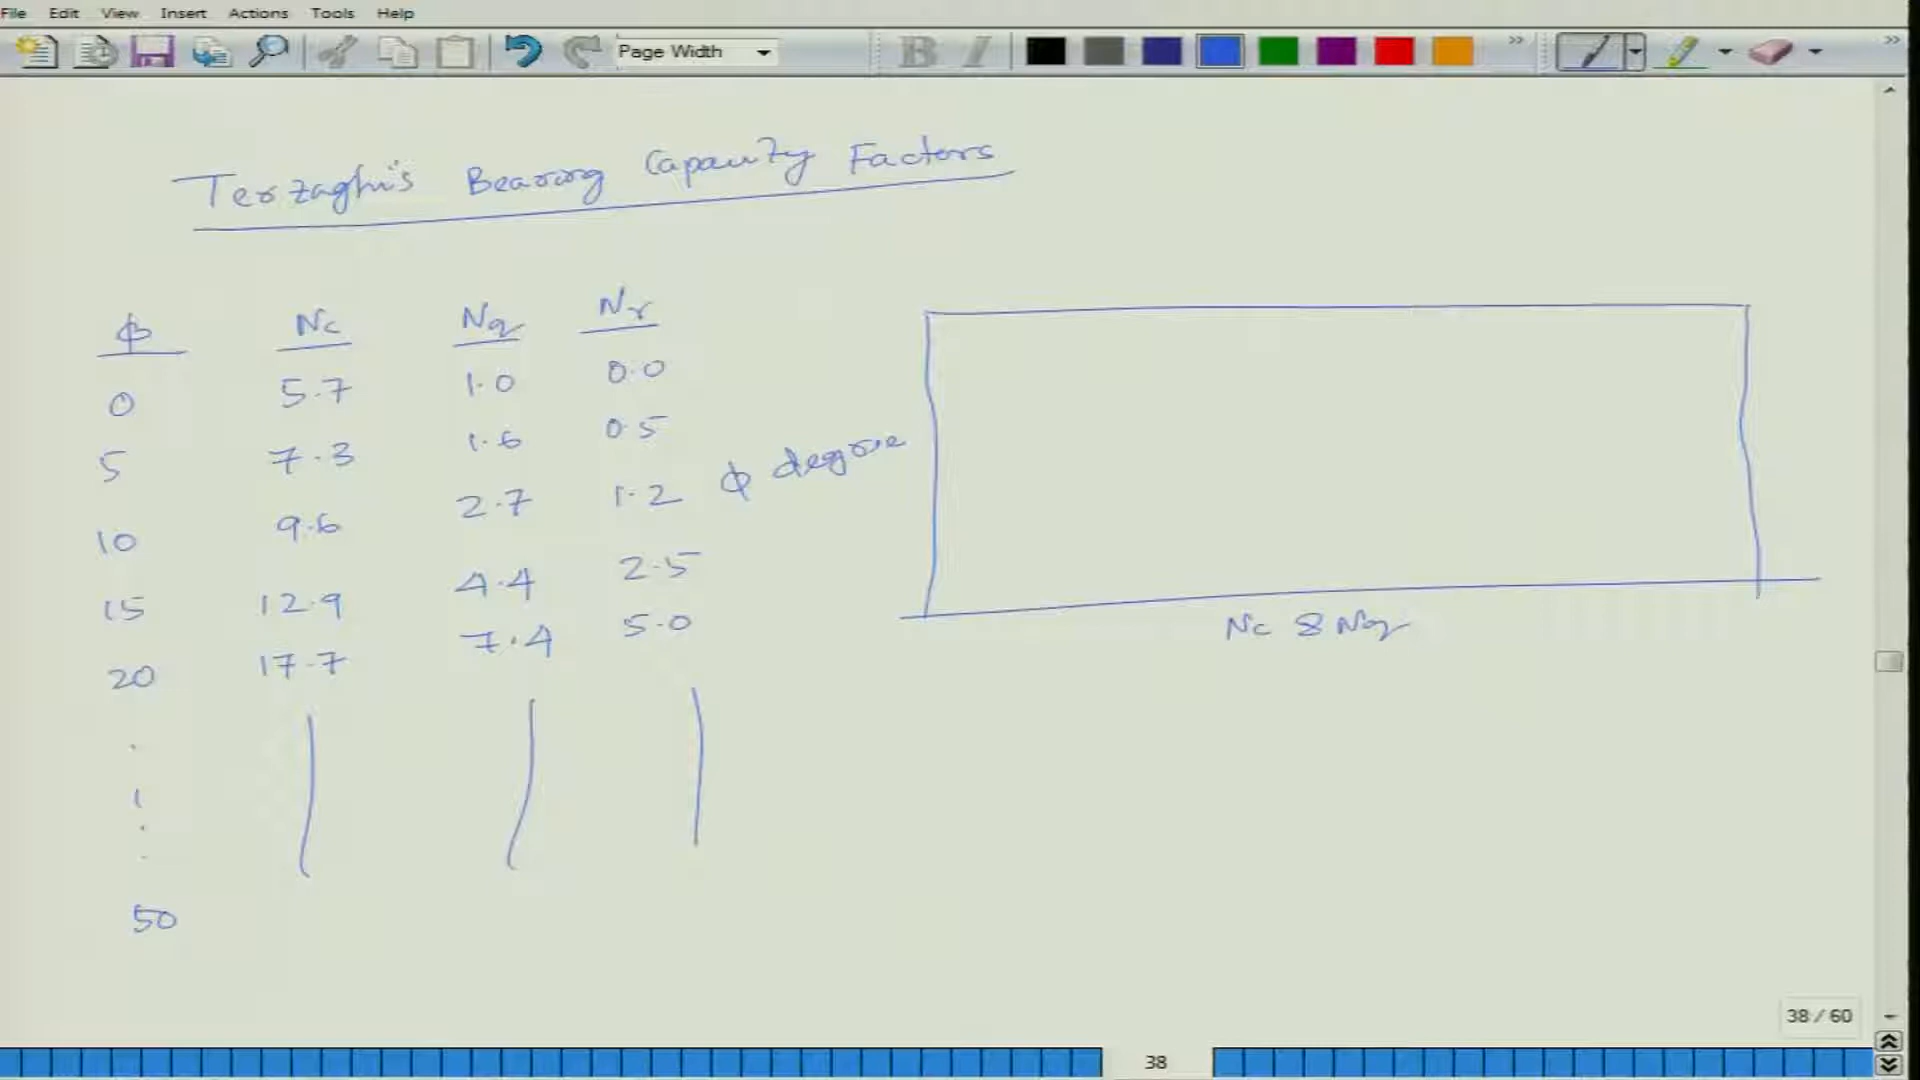 File Edit View Insert Actions Tools Help
Page Width
Terzaghi's Bearing Capacity Factors
ϕ Nc Nq Nγ
0 5.7 1.0 0.0
5 7.3 1.6 0.5
10 9.6 2.7 1.2
15 12.9 4.4 2.5
20 17.7 7.4 5.0
50
ϕ degree
Nc & Nq
38 / 60
38